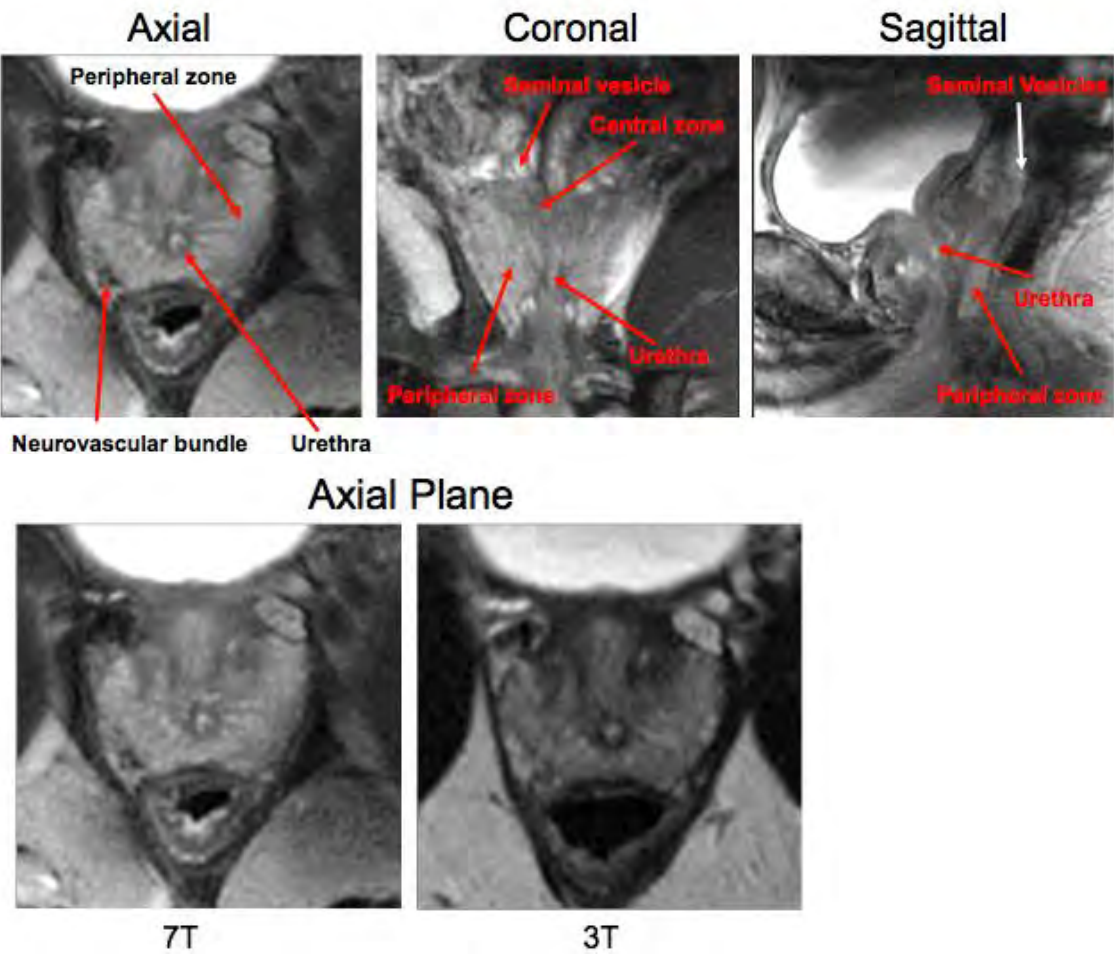 Axial
Coronal
Sagittal
Peripheral zone
Neurovascular bundle
Urethra
Seminal vesicle
Central zone
Urethra
Peripheral zone
Seminal Vesicles
Urethra
Peripheral zone
Axial Plane
7T
3T